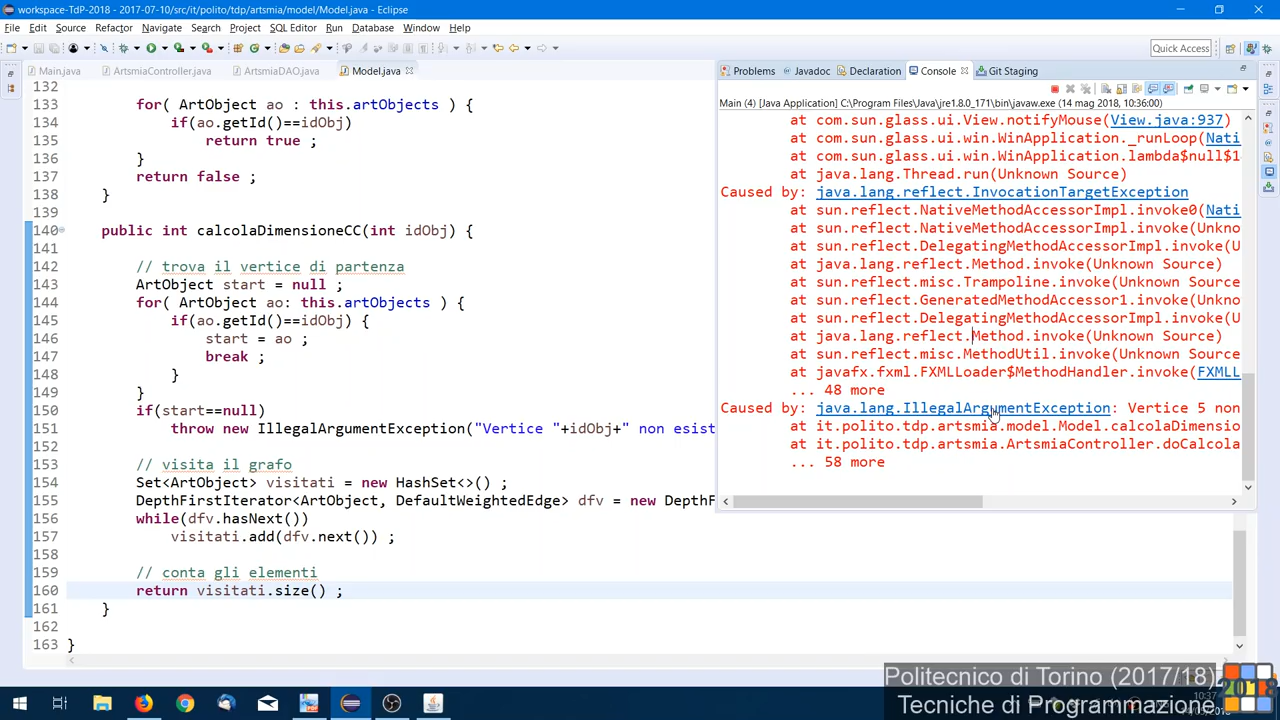 workspace-TdP-2018 - 2017-07-10/src/it/polito/tdp/artsmia/model/Model.java - Eclipse
File Edit Source Refactor Navigate Search Project SQL Editor Run Database Window Help
Quick Access
Main.java ArtsmiaController.java ArtsmiaDAO.java Model.java
132
133 for( ArtObject ao : this.artObjects ) {
134 if(ao.getId()==idObj)
135 return true ;
136 }
137 return false ;
138 }
139
140 public int calcolaDimensioneCC(int idObj) {
141
142 // trova il vertice di partenza
143 ArtObject start = null ;
144 for( ArtObject ao: this.artObjects ) {
145 if(ao.getId()==idObj) {
146 start = ao ;
147 break ;
148 }
149 }
150 if(start==null)
151 throw new IllegalArgumentException("Vertice "+idObj+" non esist
152
153 // visita il grafo
154 Set<ArtObject> visitati = new HashSet<>() ;
155 DepthFirstIterator<ArtObject, DefaultWeightedEdge> dfv = new DepthF
156 while(dfv.hasNext())
157 visitati.add(dfv.next()) ;
158
159 // conta gli elementi
160 return visitati.size() ;
161 }
162
163 }
Problems Javadoc Declaration Console Git Staging
Main (4) [Java Application] C:\Program Files\Java\jre1.8.0_171\bin\javaw.exe (14 mag 2018, 10:36:00)
at com.sun.glass.ui.View.notifyMouse(View.java:937)
at com.sun.glass.ui.win.WinApplication._runLoop(Nati
at com.sun.glass.ui.win.WinApplication.lambda$null$1
at java.lang.Thread.run(Unknown Source)
Caused by: java.lang.reflect.InvocationTargetException
at sun.reflect.NativeMethodAccessorImpl.invoke0(Nati
at sun.reflect.NativeMethodAccessorImpl.invoke(Unkno
at sun.reflect.DelegatingMethodAccessorImpl.invoke(U
at java.lang.reflect.Method.invoke(Unknown Source)
at sun.reflect.misc.Trampoline.invoke(Unknown Source
at sun.reflect.GeneratedMethodAccessor1.invoke(Unkno
at sun.reflect.DelegatingMethodAccessorImpl.invoke(U
at java.lang.reflect.Method.invoke(Unknown Source)
at sun.reflect.misc.MethodUtil.invoke(Unknown Source
at javafx.fxml.FXMLLoader$MethodHandler.invoke(FXMLL
... 48 more
Caused by: java.lang.IllegalArgumentException: Vertice 5 non
at it.polito.tdp.artsmia.model.Model.calcolaDimensio
at it.polito.tdp.artsmia.ArtsmiaController.doCalcola
... 58 more
Politecnico di Torino (2017/18)
Tecniche di Programmazione
2018
10:37